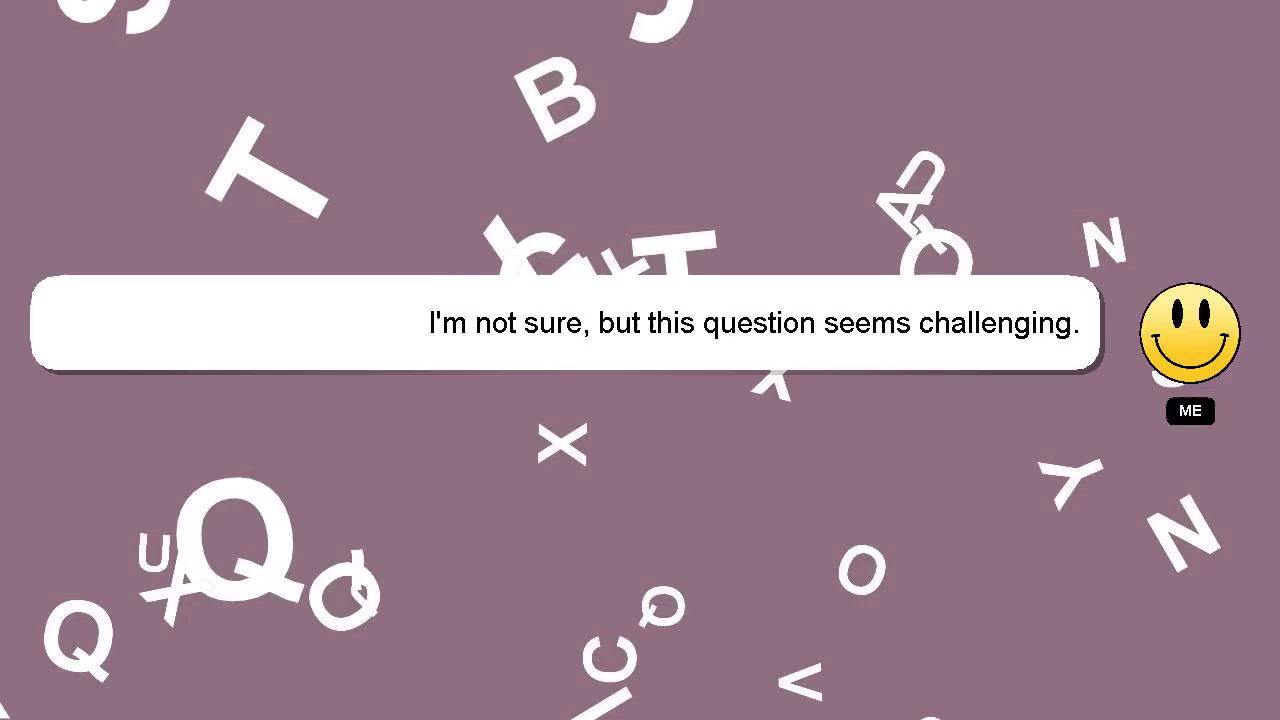 B
T
U
A
N
T
I'm not sure, but this question seems challenging.
ME
X
X
Y
Q
N
U
X
O
Q
Q
Q
C
V